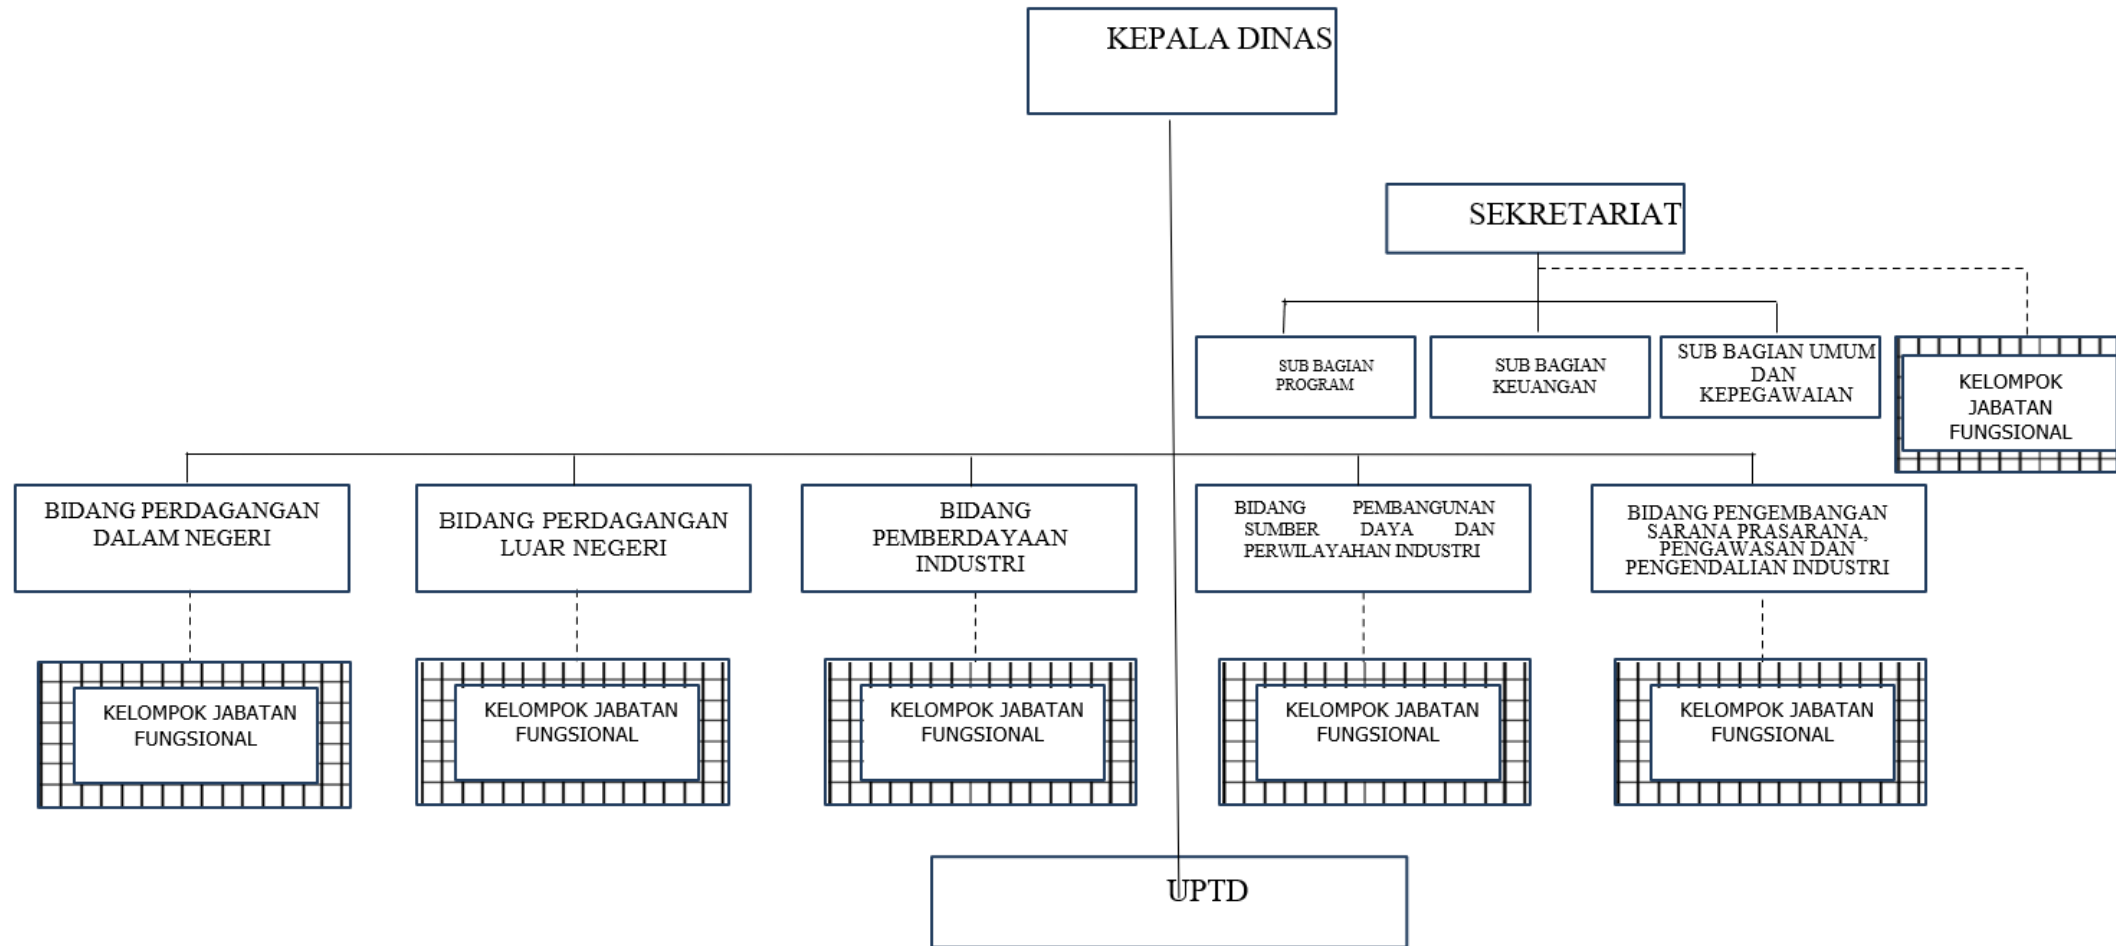 KEPALA DINAS
SEKRETARIAT
SUB BAGIAN
PROGRAM
SUB BAGIAN
KEUANGAN
SUB BAGIAN UMUM
DAN
KEPEGAWAIAN
KELOMPOK
JABATAN
FUNGSIONAL
BIDANG PERDAGANGAN
DALAM NEGERI
BIDANG PERDAGANGAN
LUAR NEGERI
BIDANG
PEMBERDAYAAN
INDUSTRI
BIDANG PEMBANGUNAN
SUMBER DAYA DAN
PERWILAYAHAN INDUSTRI
BIDANG PENGEMBANGAN
SARANA PRASARANA,
PENGAWASAN DAN
PENGENDALIAN INDUSTRI
KELOMPOK JABATAN
FUNGSIONAL
KELOMPOK JABATAN
FUNGSIONAL
KELOMPOK JABATAN
FUNGSIONAL
KELOMPOK JABATAN
FUNGSIONAL
KELOMPOK JABATAN
FUNGSIONAL
UPTD